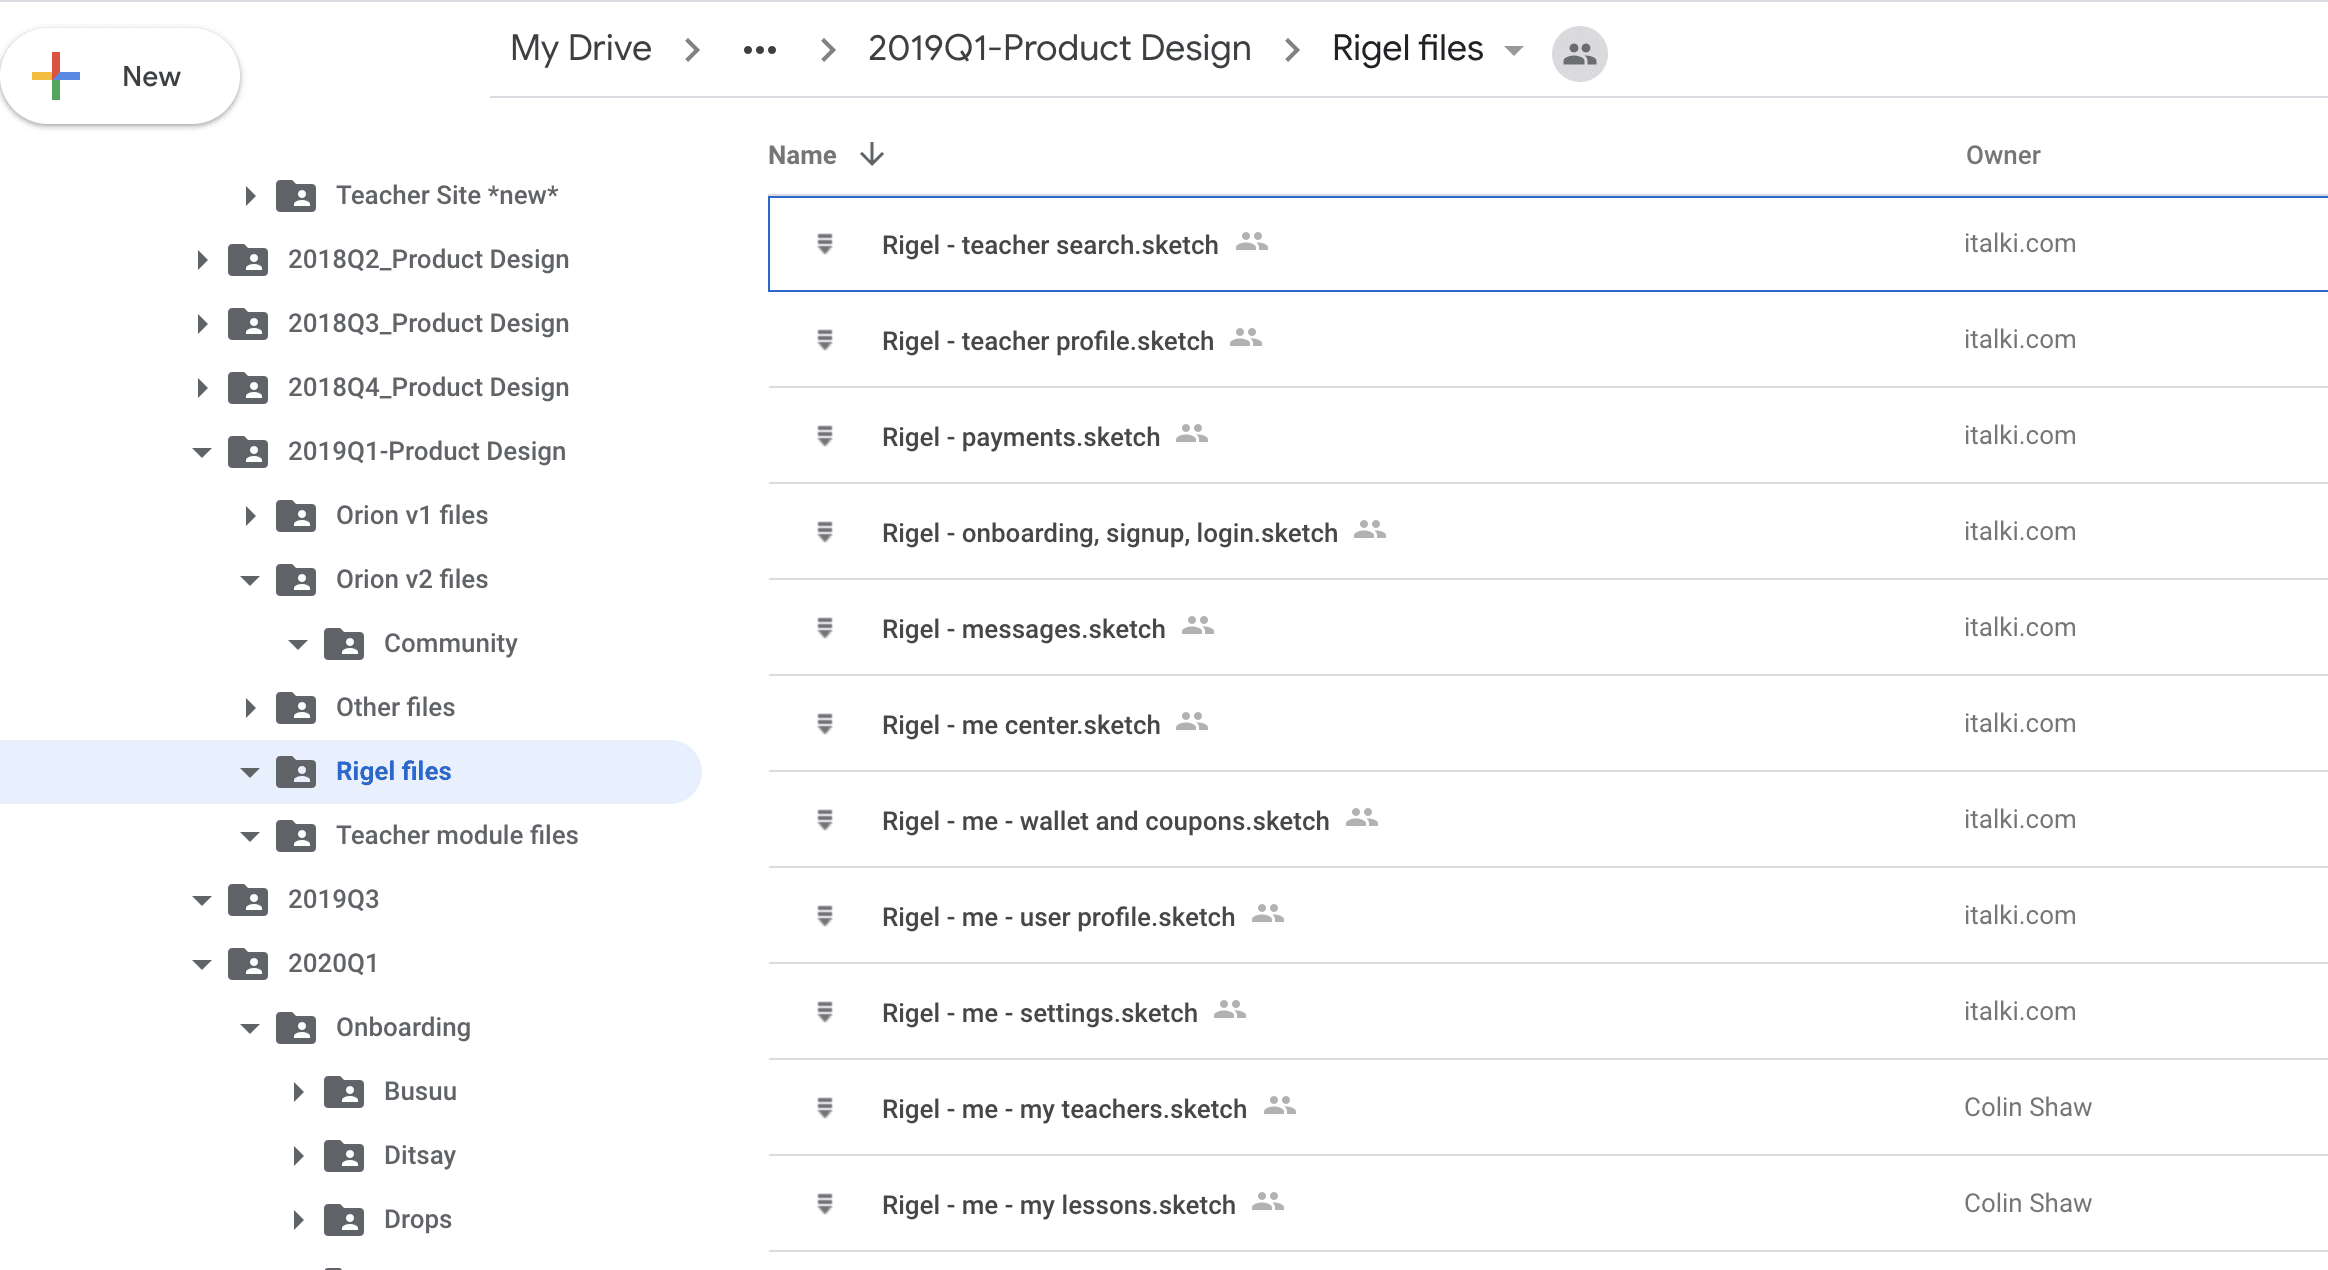 New
My Drive > ••• > 2019Q1-Product Design > Rigel files
Teacher Site *new*
2018Q2_Product Design
2018Q3_Product Design
2018Q4_Product Design
2019Q1-Product Design
Orion v1 files
Orion v2 files
Community
Other files
Rigel files
Teacher module files
2019Q3
2020Q1
Onboarding
Busuu
Ditsay
Drops
Name Owner
Rigel - teacher search.sketch italki.com
Rigel - teacher profile.sketch italki.com
Rigel - payments.sketch italki.com
Rigel - onboarding, signup, login.sketch italki.com
Rigel - messages.sketch italki.com
Rigel - me center.sketch italki.com
Rigel - me - wallet and coupons.sketch italki.com
Rigel - me - user profile.sketch italki.com
Rigel - me - settings.sketch italki.com
Rigel - me - my teachers.sketch Colin Shaw
Rigel - me - my lessons.sketch Colin Shaw